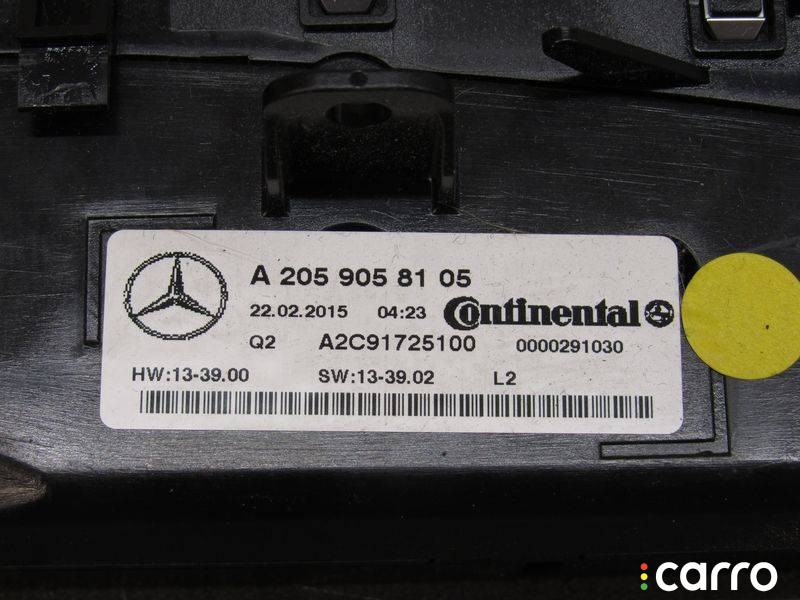 A 205 905 81 05
22.02.2015 04:23 Continental
Q2 A2C91725100 0000291030
HW:13-39.00 SW:13-39.02 L2
carro